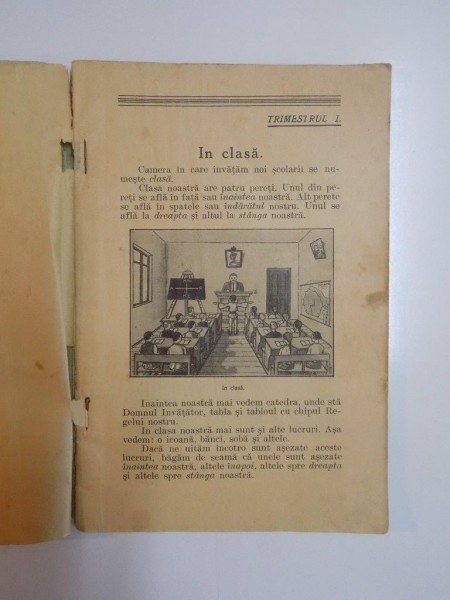 TRIMESTRUL I.
In clasă.
Camera în care învățăm noi școlarii se nu-
mește clasă.
Clasa noastră are patru pereți. Unul din pe-
reți se află în față sau înaintea noastră. Alt perete
se află în spatele sau îndărătul nostru. Unul se
află la dreapta și altul la stânga noastră.
In clasă.
Inaintea noastră mai vedem catedra, unde stă
Domnul Invățător, tabla și tabloul cu chipul Re-
gelui nostru.
In clasa noastră mai sunt și alte lucruri. Așa
vedem: o icoană, bănci, sobă și altele.
Dacă ne uităm încotro sunt așezate aceste
lucruri, băgăm de seamă că unele sunt așezate
înaintea noastră, altele înapoi, altele spre dreapta
și altele spre stânga noastră.